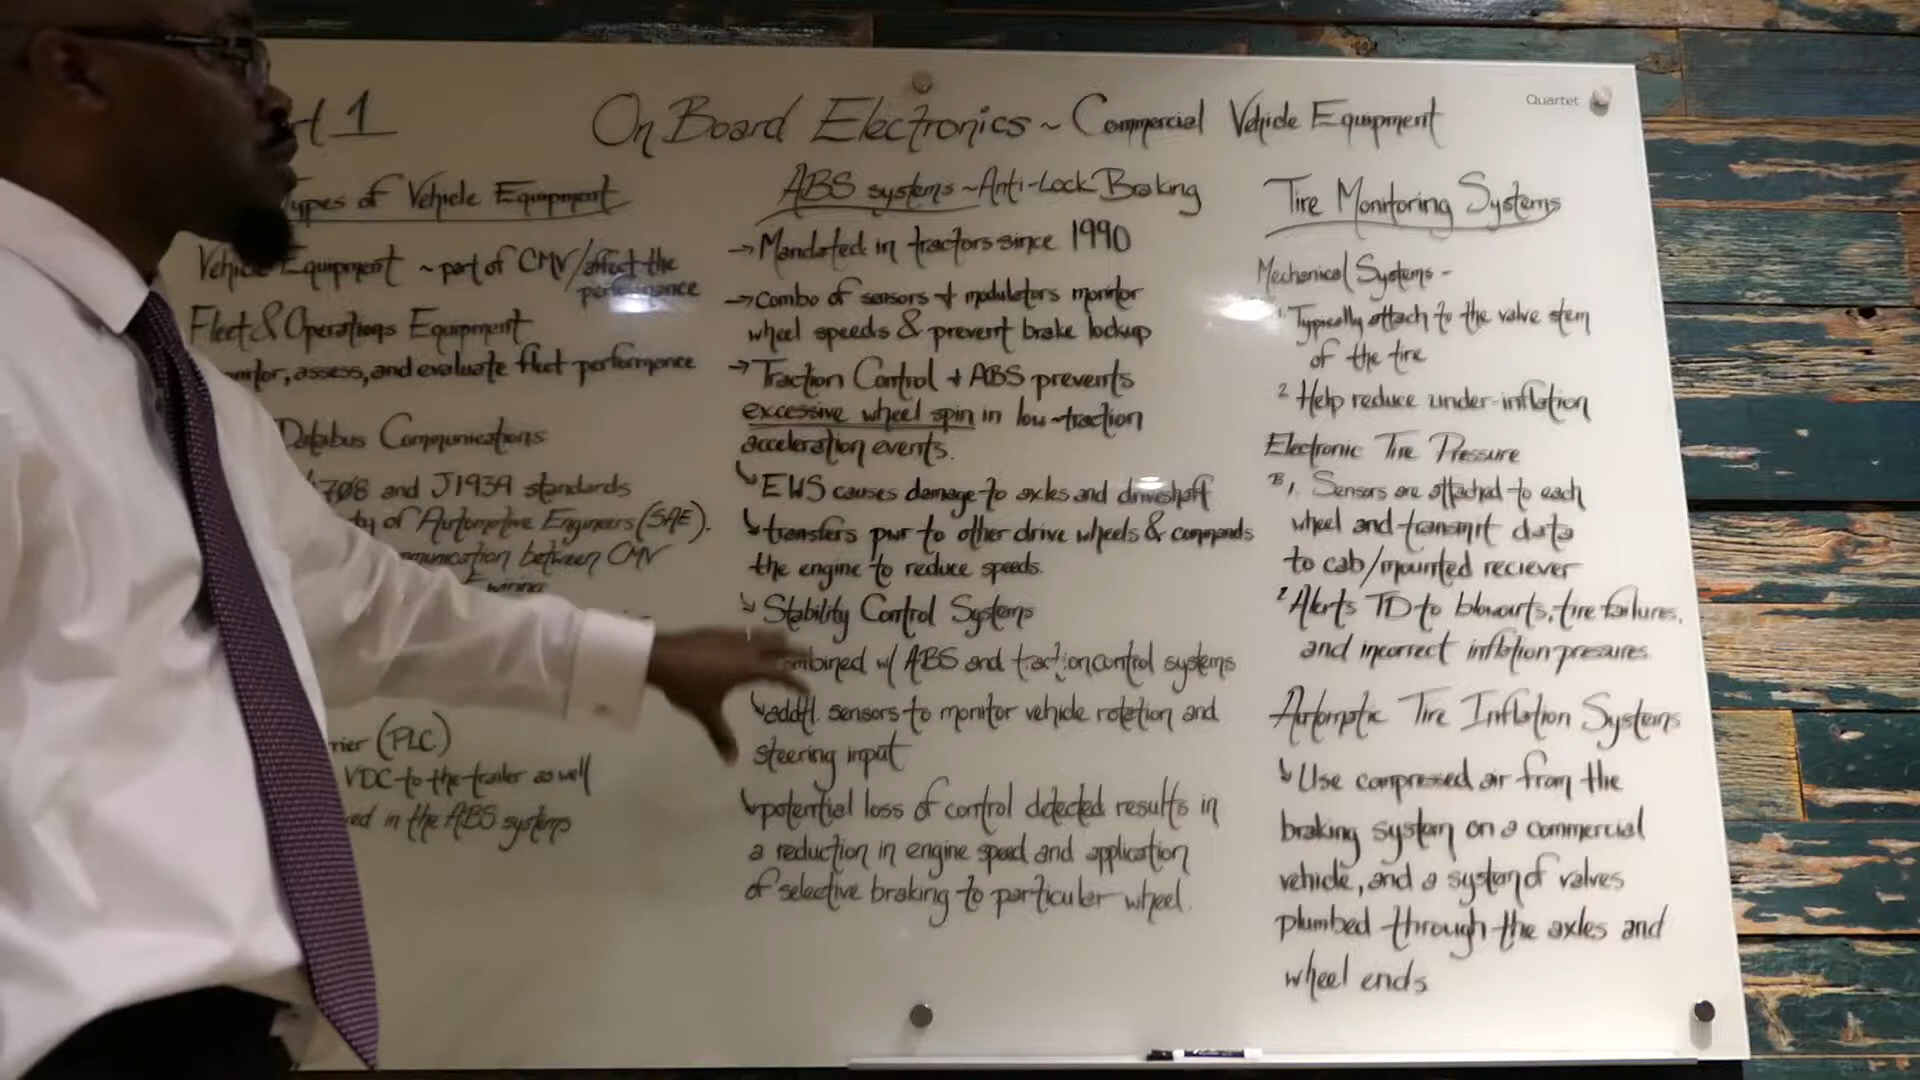 On Board Electronics ~ Commercial Vehicle Equipment
Quartet
1
Types of Vehicle Equipment
Vehicle Equipment ~ part of CMV/affect the
performance
Fleet & Operations Equipment
monitor, assess, and evaluate fleet performance
Databus Communications
J1708 and J1939 standards
of Automotive Engineers (SAE).
communication between CMV
wiring
(PLC)
VDC to the trailer as well
in the ABS systems
ABS systems ~ Anti-Lock Braking
→ Mandated in tractors since 1990
→ Combo of sensors + modulators monitor
wheel speeds & prevent brake lockup
→ Traction Control + ABS prevents
excessive wheel spin in low-traction
acceleration events.
↳ EWS causes damage to axles and driveshaft
↳ transfers pwr to other drive wheels & commands
the engine to reduce speeds.
↳ Stability Control Systems
combined w/ ABS and traction control systems
↳ addtl. sensors to monitor vehicle rotation and
steering input
↳ potential loss of control detected results in
a reduction in engine speed and application
of selective braking to particular wheel.
Tire Monitoring Systems
Mechanical Systems -
1. Typically attach to the valve stem
of the tire
2 Help reduce under-inflation
Electronic Tire Pressure
B 1. Sensors are attached to each
wheel and transmit data
to cab/mounted reciever
2 Alerts TD to blowouts, tire failures,
and incorrect inflation presures.
Automatic Tire Inflation Systems
↳ Use compressed air from the
braking system on a commercial
vehicle, and a system of valves
plumbed through the axles and
wheel ends